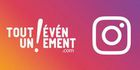 TOUT ! ÉVÉN
UN ! EMENT
.com